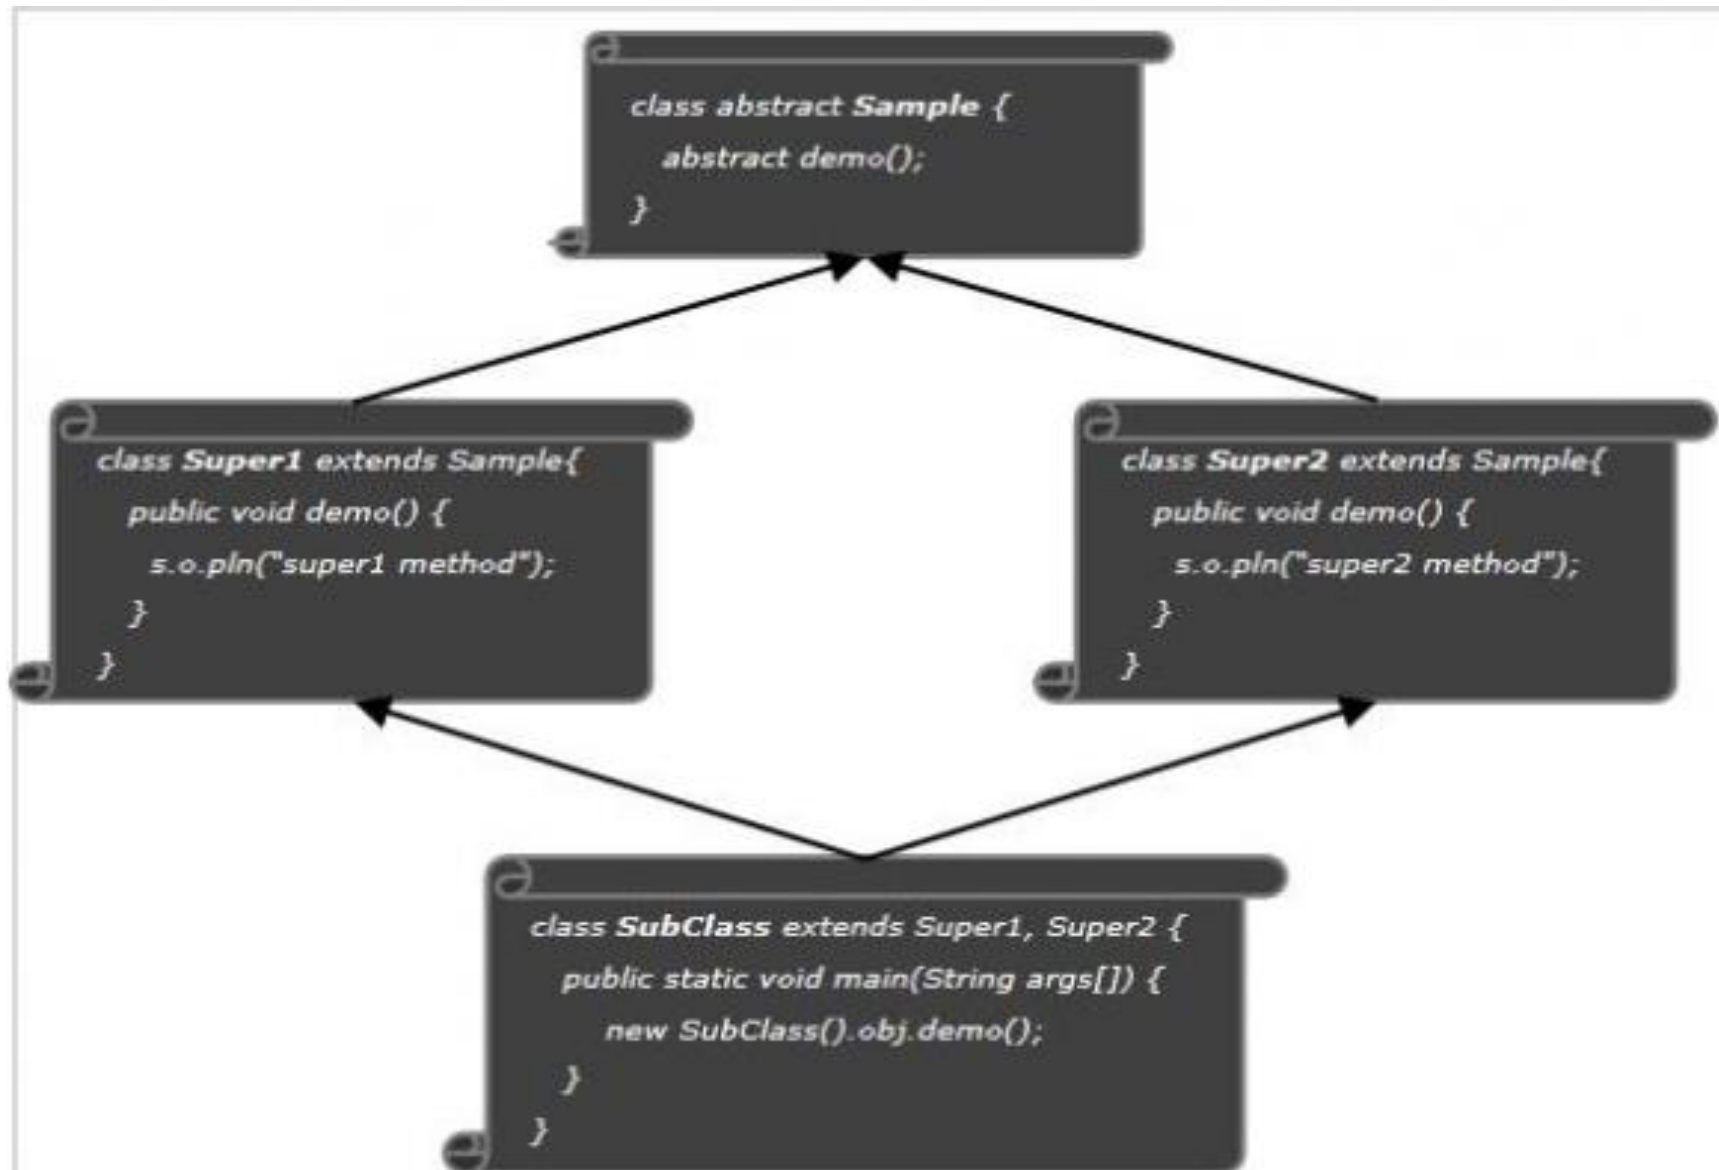 class abstract Sample {
abstract demo();
}
class Super1 extends Sample{
public void demo() {
s.o.pln("super1 method");
}
}
class Super2 extends Sample{
public void demo() {
s.o.pln("super2 method");
}
}
class SubClass extends Super1, Super2 {
public static void main(String args[]) {
new SubClass().obj.demo();
}
}